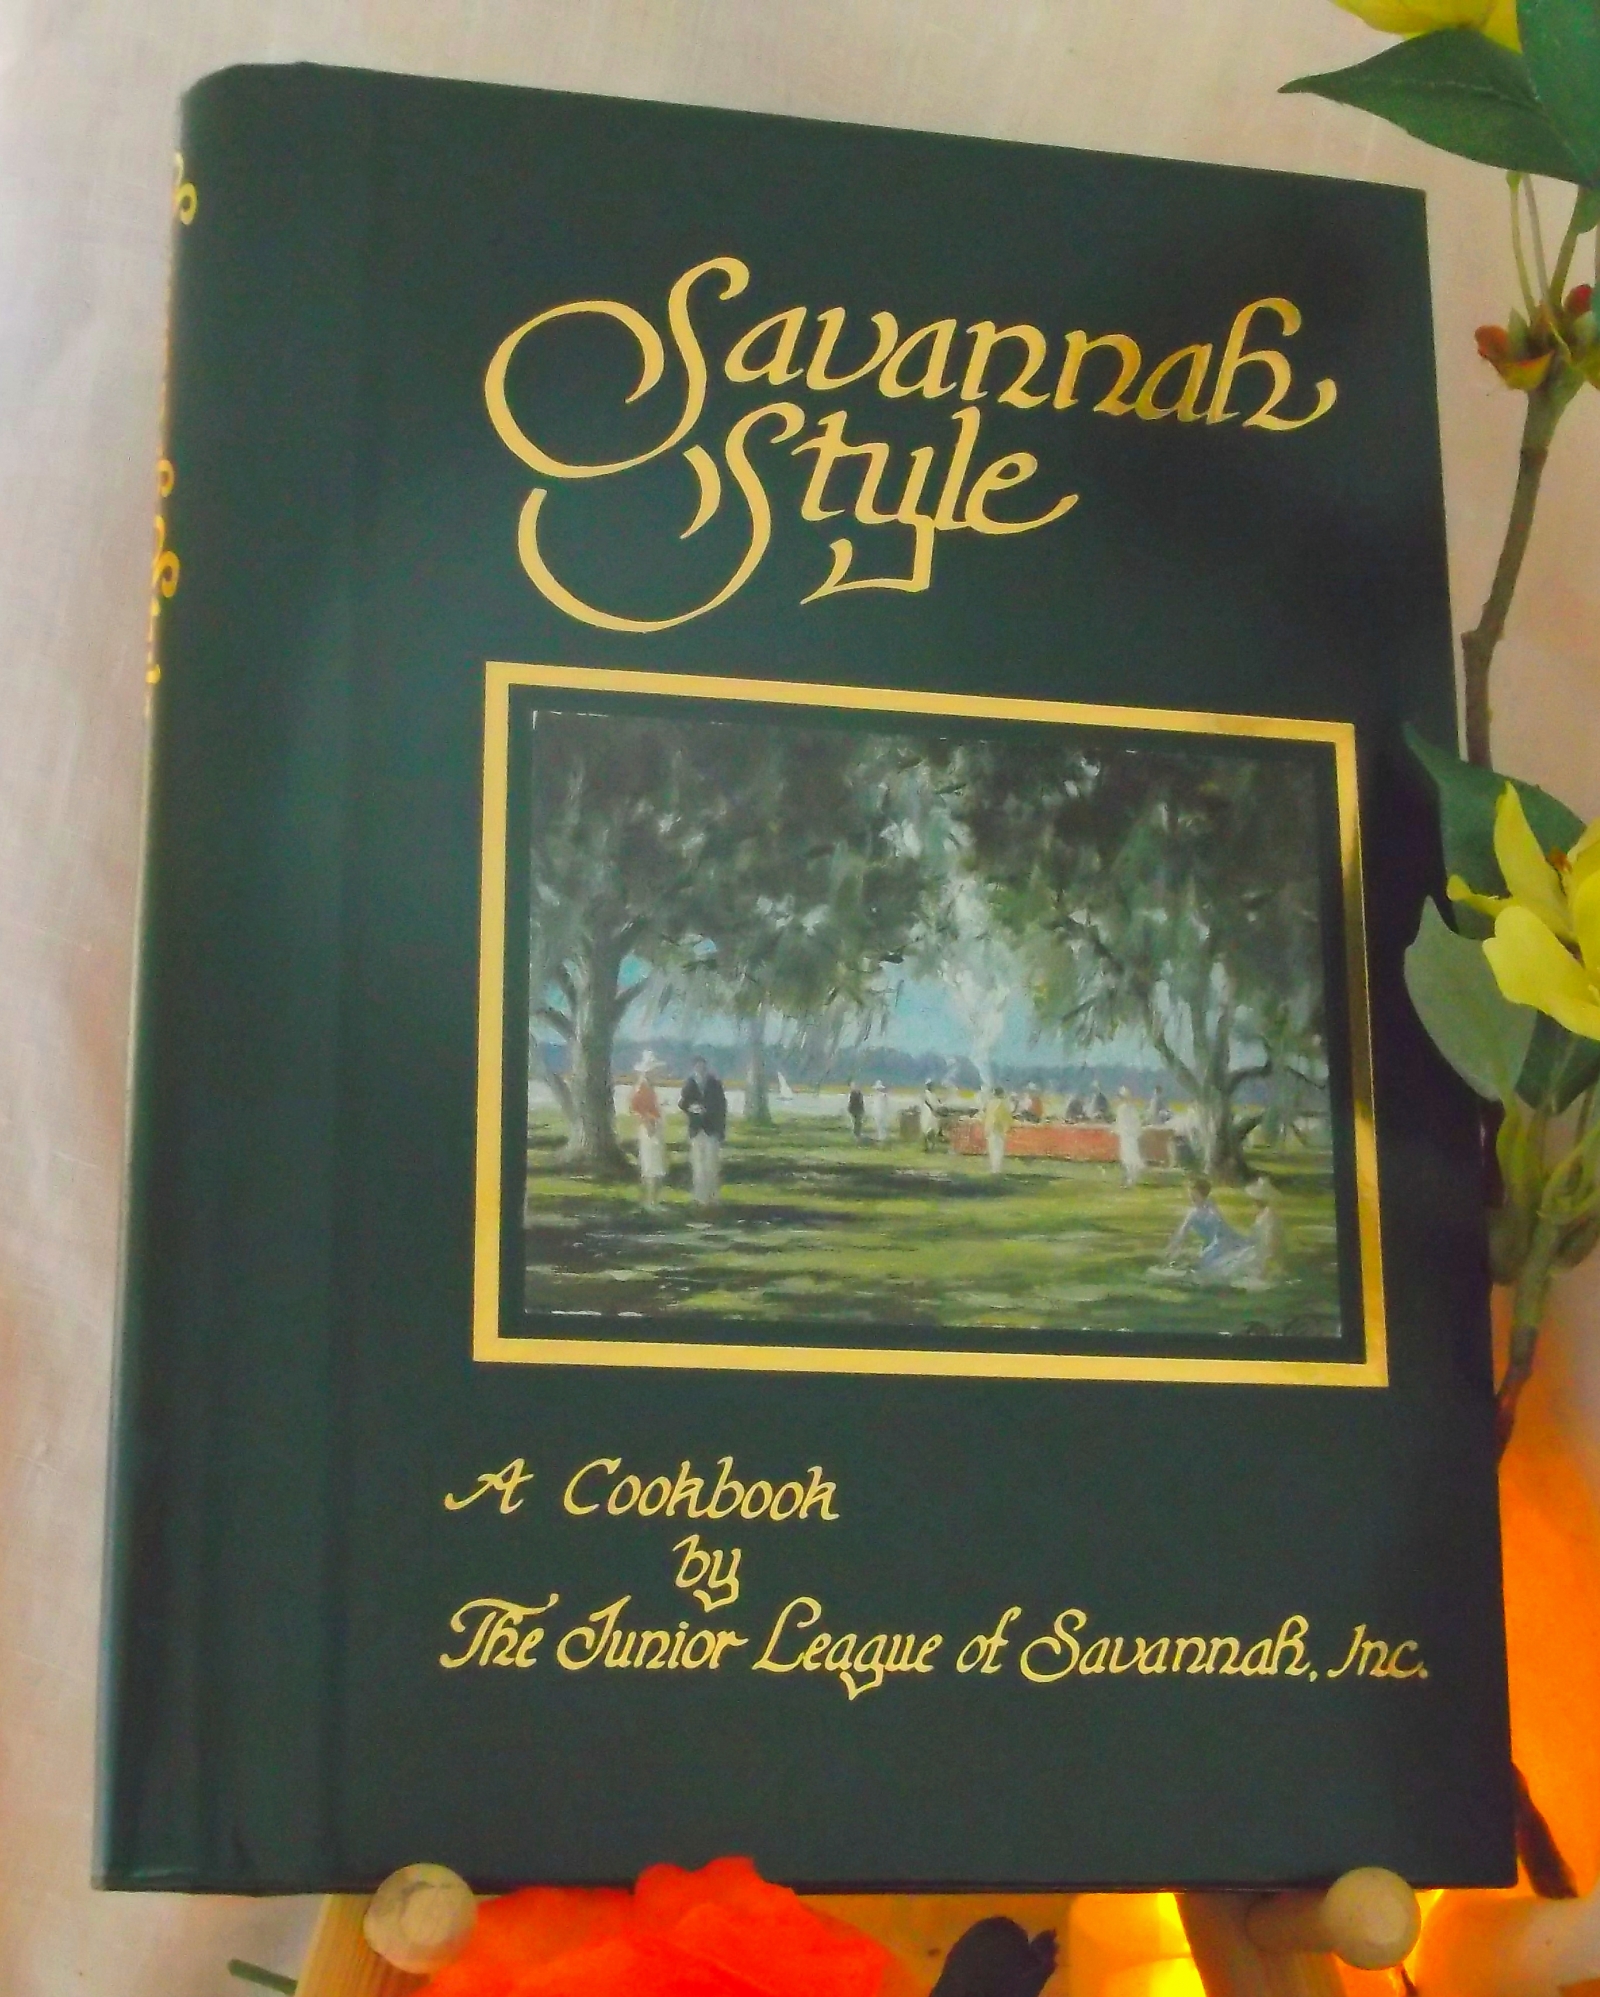 Savannah
Style
A Cookbook
by
The Junior League of Savannah, Inc.